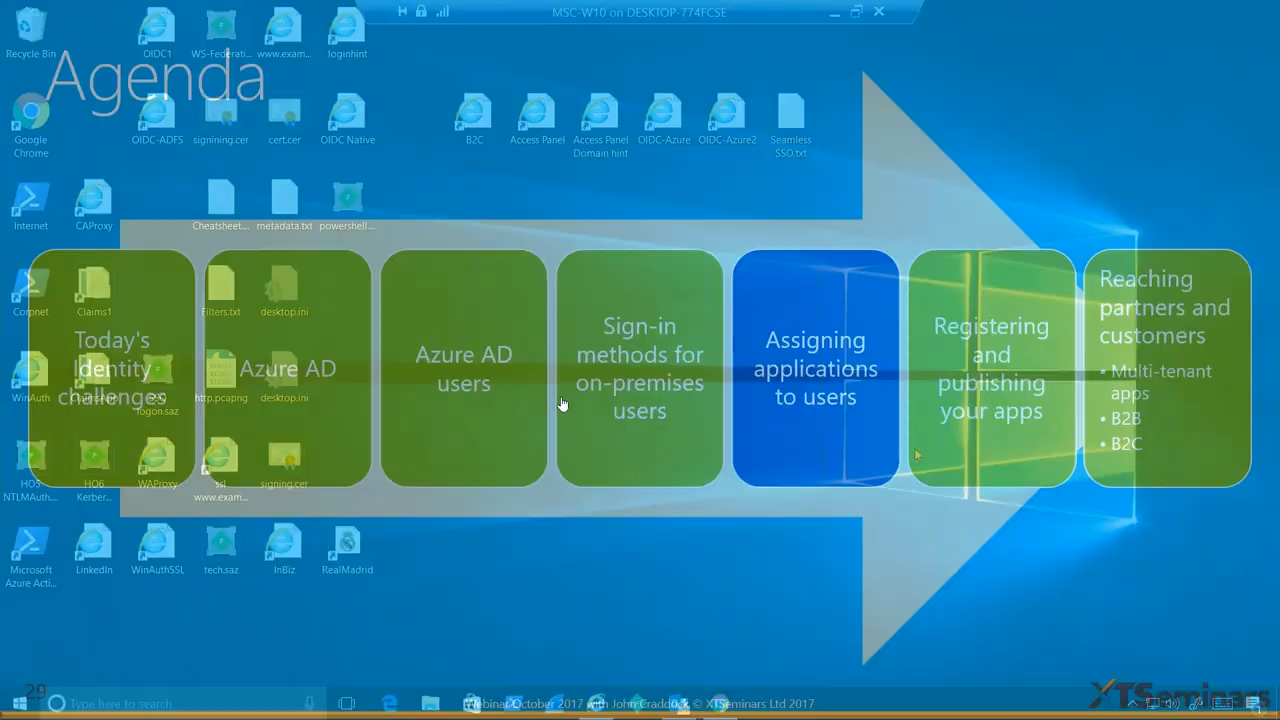 MSC-W10 on DESKTOP-774FCSE
Agenda
Recycle Bin
OIDC1
WS-Federati...
www.exam...
loginhint
Google
Chrome
OIDC-ADFS
signining.cer
cert.cer
OIDC Native
B2C
Access Panel
Access Panel
Domain hint
OIDC-Azure
OIDC-Azure2
Seamless
SSO.txt
Internet
CAProxy
Cheatsheet....
metadata.txt
powershell....
Corpnet
Claims1
Filters.txt
desktop.ini
WinAuth
logon.saz
http.pcapng
desktop.ini
HO5
NTLMAuth...
HO6
Kerber...
WAProxy
ssl
www.exam...
signing.cer
Microsoft
Azure Acti...
LinkedIn
WinAuthSSL
tech.saz
InBiz
RealMadrid
Today's
identity
challenges
Azure AD
Azure AD
users
Sign-in
methods for
on-premises
users
Assigning
applications
to users
Registering
and
publishing
your apps
Reaching
partners and
customers
• Multi-tenant
apps
• B2B
• B2C
29
Type here to search
Webinar October 2017 with John Craddock © XTSeminars Ltd 2017
XTSeminars